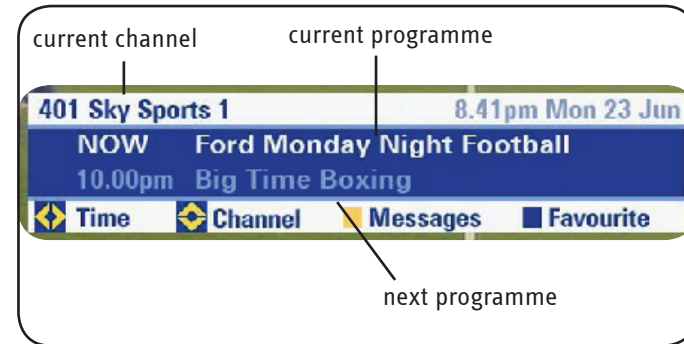 current channel
current programme
401 Sky Sports 1 8.41pm Mon 23 Jun
NOW Ford Monday Night Football
10.00pm Big Time Boxing
Time Channel Messages Favourite
next programme